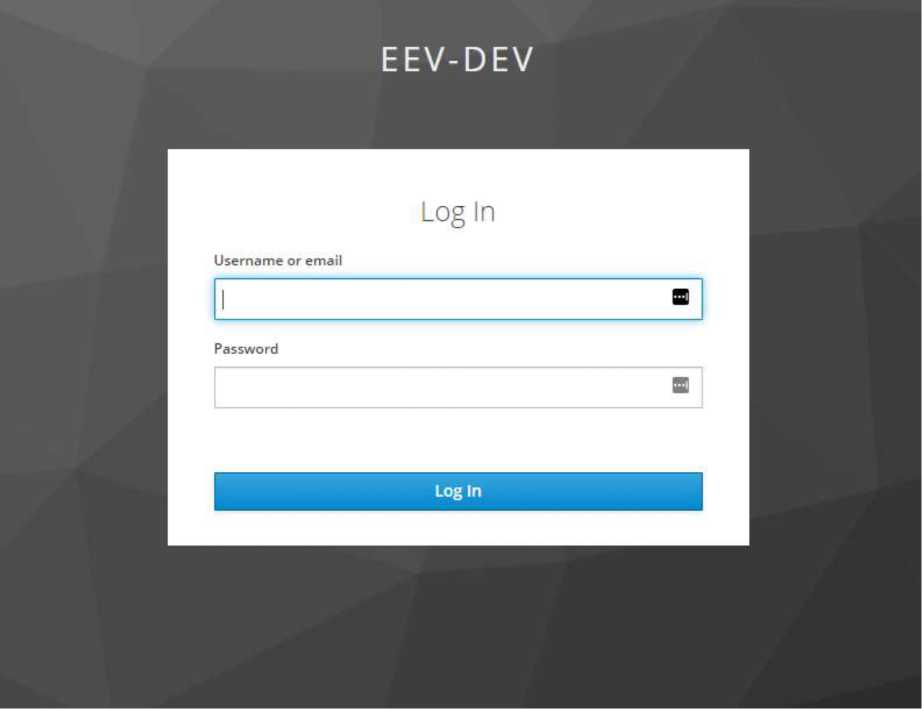 EEV-DEV
Log In
Username or email
Password
Log In